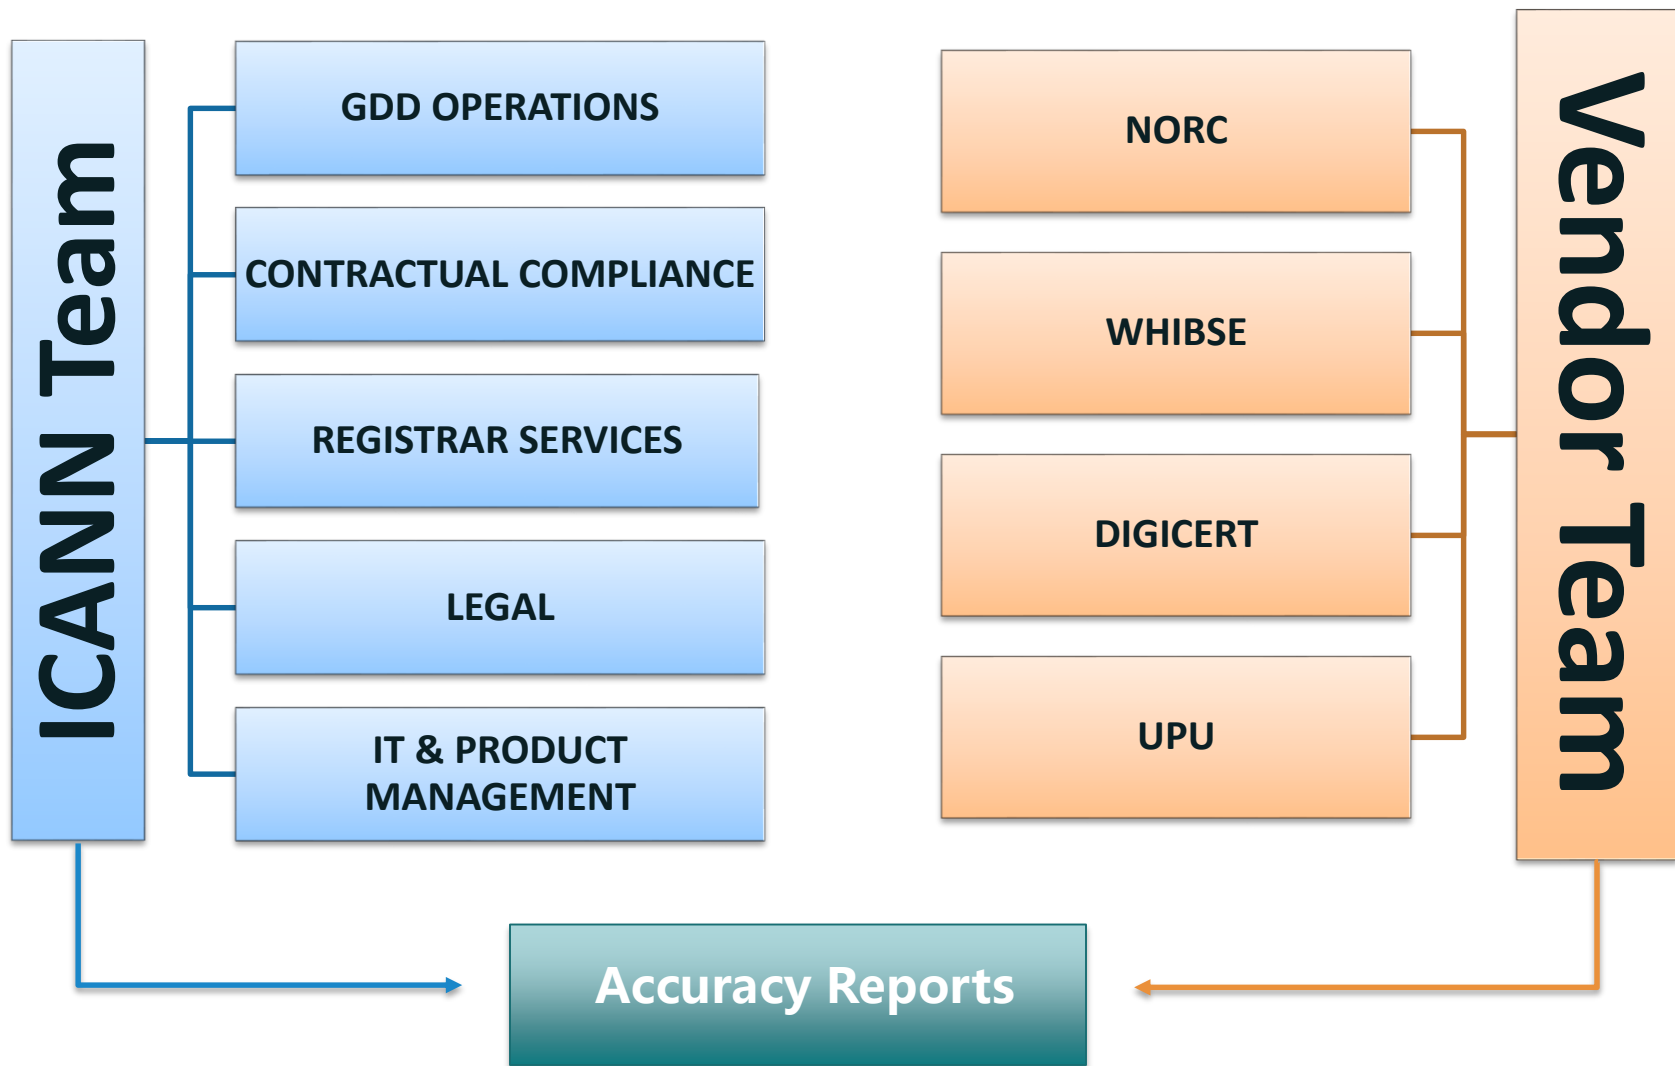 ICANN Team
GDD OPERATIONS
CONTRACTUAL COMPLIANCE
REGISTRAR SERVICES
LEGAL
IT & PRODUCT
MANAGEMENT
NORC
WHIBSE
DIGICERT
UPU
Vendor Team
Accuracy Reports